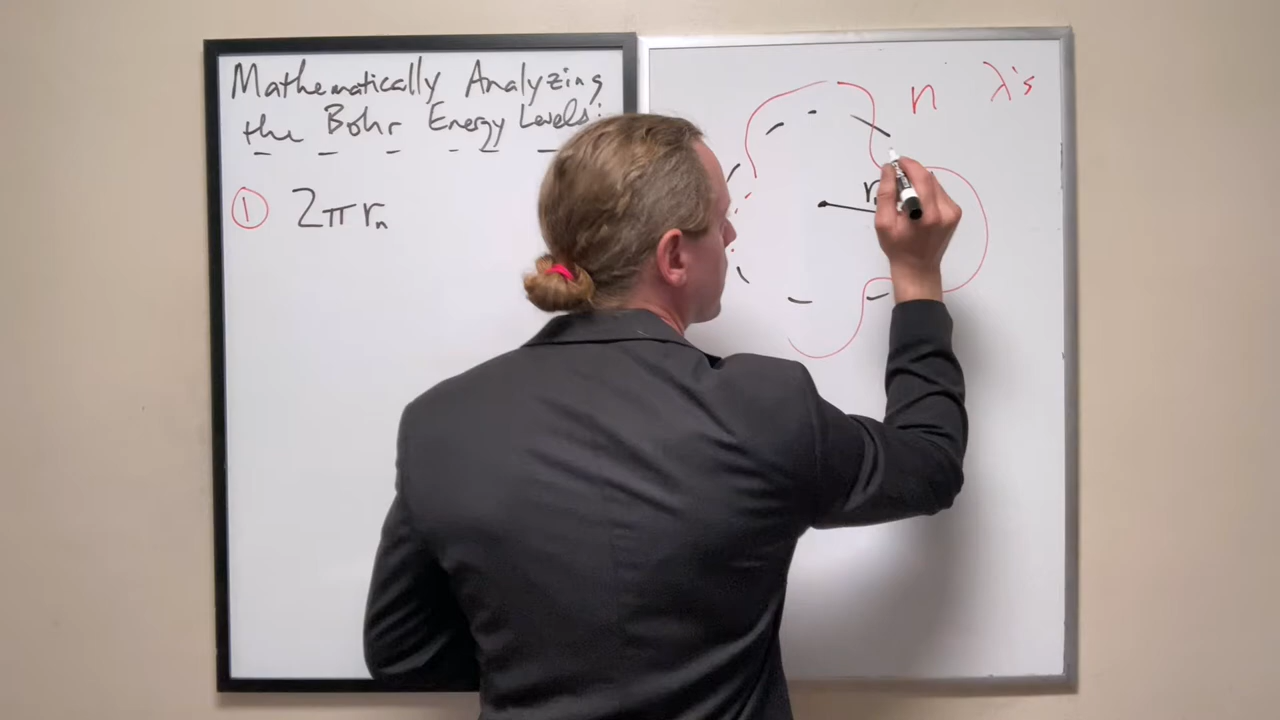 Mathematically Analyzing
the Bohr Energy Levels:
① 2πrₙ
n λ's
r